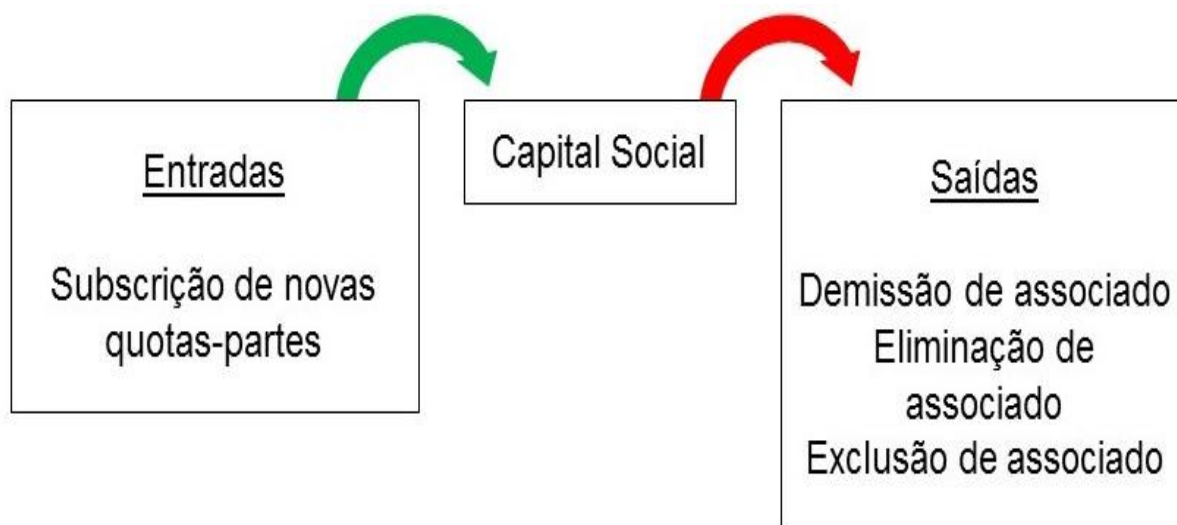 Entradas
Subscrição de novas
quotas-partes
Capital Social
Saídas
Demissão de associado
Eliminação de
associado
Exclusão de associado